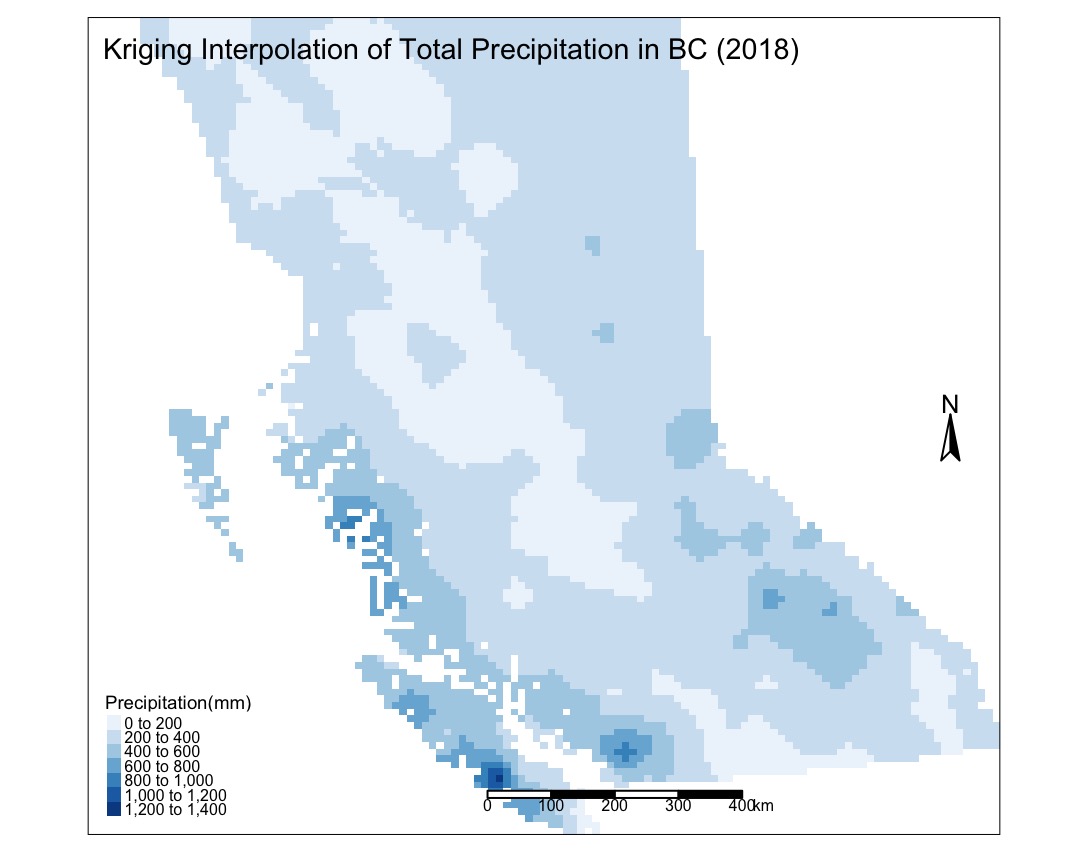 Kriging Interpolation of Total Precipitation in BC (2018)
N
Precipitation(mm)
0 to 200
200 to 400
400 to 600
600 to 800
800 to 1,000
1,000 to 1,200
1,200 to 1,400
0 100 200 300 400km